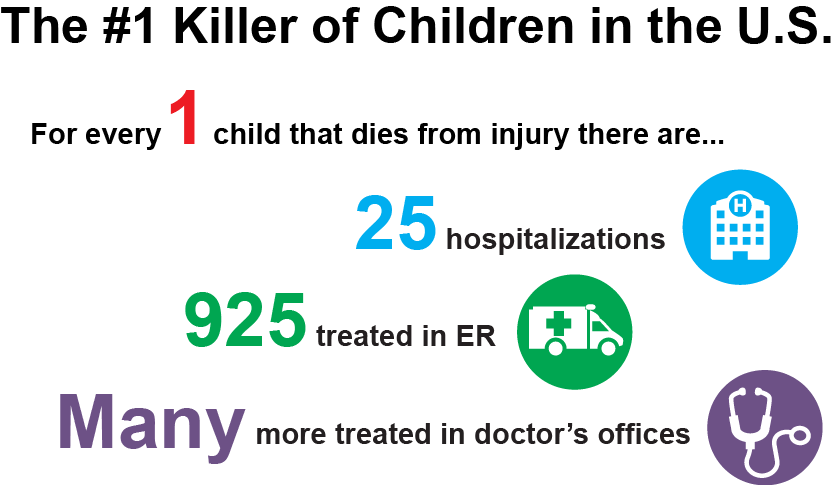 The #1 Killer of Children in the U.S.
For every 1 child that dies from injury there are...
25 hospitalizations
H
925 treated in ER
Many more treated in doctor’s offices